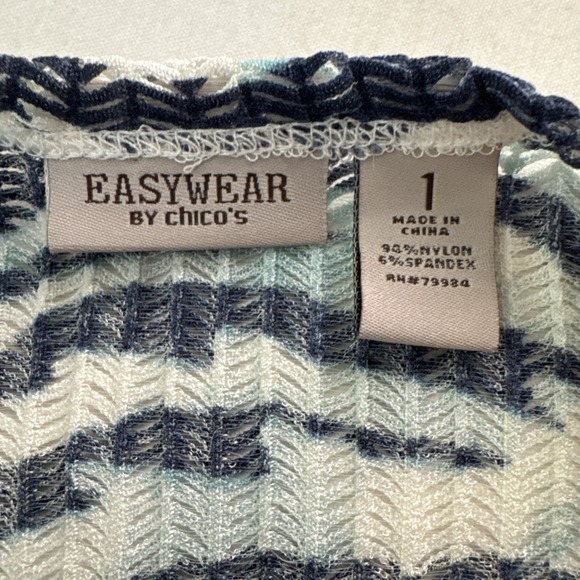 EASYWEAR
BY chico's
1
MADE IN
CHINA
94%NYLON
6%SPANDEX
RN#79984